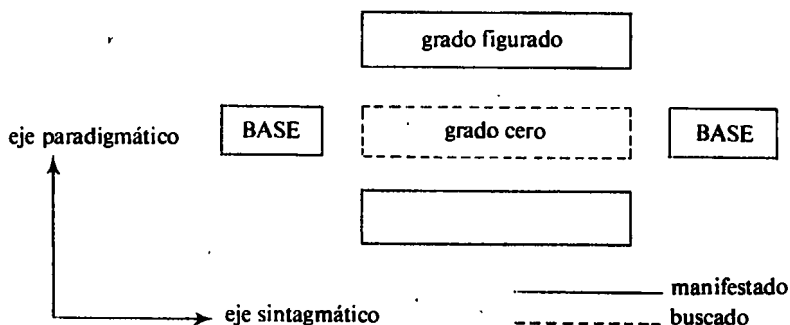 grado figurado
eje paradigmático
BASE
grado cero
BASE
eje sintagmático
manifestado
buscado